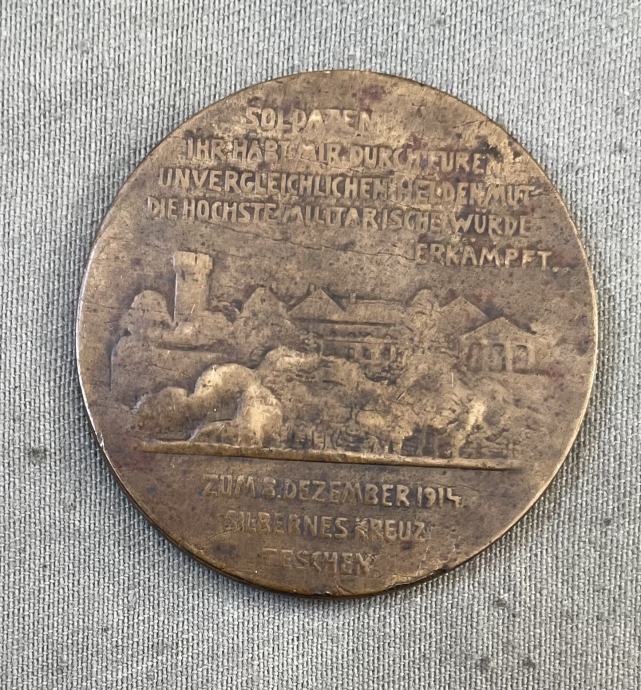 SOLDATEN
IHR HABT MIR DURCH EUREN
UNVERGLEICHLICHEN HELDENMUT
DIE HÖCHSTE MILITÄRISCHE WÜRDE
ERKÄMPFT.
ZUM 8. DEZEMBER 1914
SILBERNES KREUZ
TESCHEN